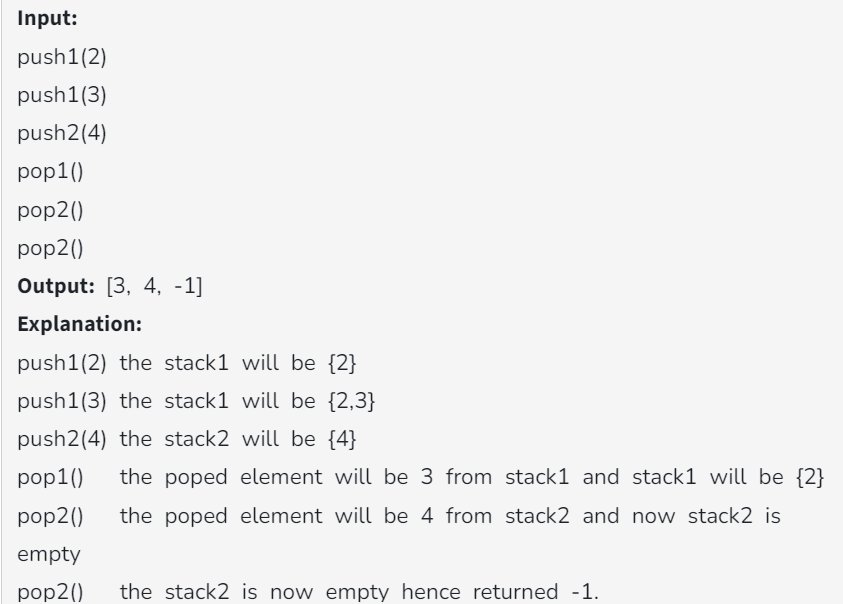 Input:
push1(2)
push1(3)
push2(4)
pop1()
pop2()
pop2()
Output: [3, 4, -1]
Explanation:
push1(2) the stack1 will be {2}
push1(3) the stack1 will be {2,3}
push2(4) the stack2 will be {4}
pop1() the poped element will be 3 from stack1 and stack1 will be {2}
pop2() the poped element will be 4 from stack2 and now stack2 is
empty
pop2() the stack2 is now empty hence returned -1.